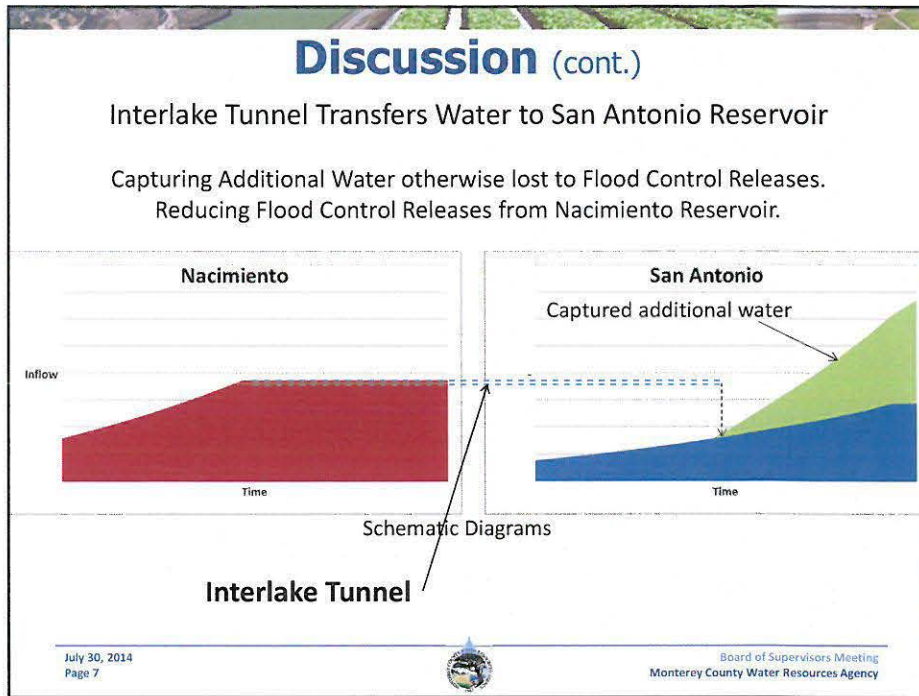 Discussion (cont.)
Interlake Tunnel Transfers Water to San Antonio Reservoir
Capturing Additional Water otherwise lost to Flood Control Releases.
Reducing Flood Control Releases from Nacimiento Reservoir.
Nacimiento
San Antonio
Captured additional water
Inflow
Time
Time
Schematic Diagrams
Interlake Tunnel
July 30, 2014
Page 7
Board of Supervisors Meeting
Monterey County Water Resources Agency